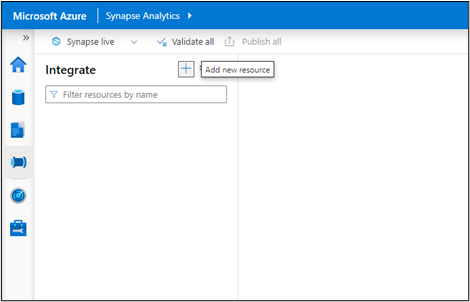 Microsoft Azure Synapse Analytics
Synapse live Validate all Publish all
Integrate
Add new resource
Filter resources by name